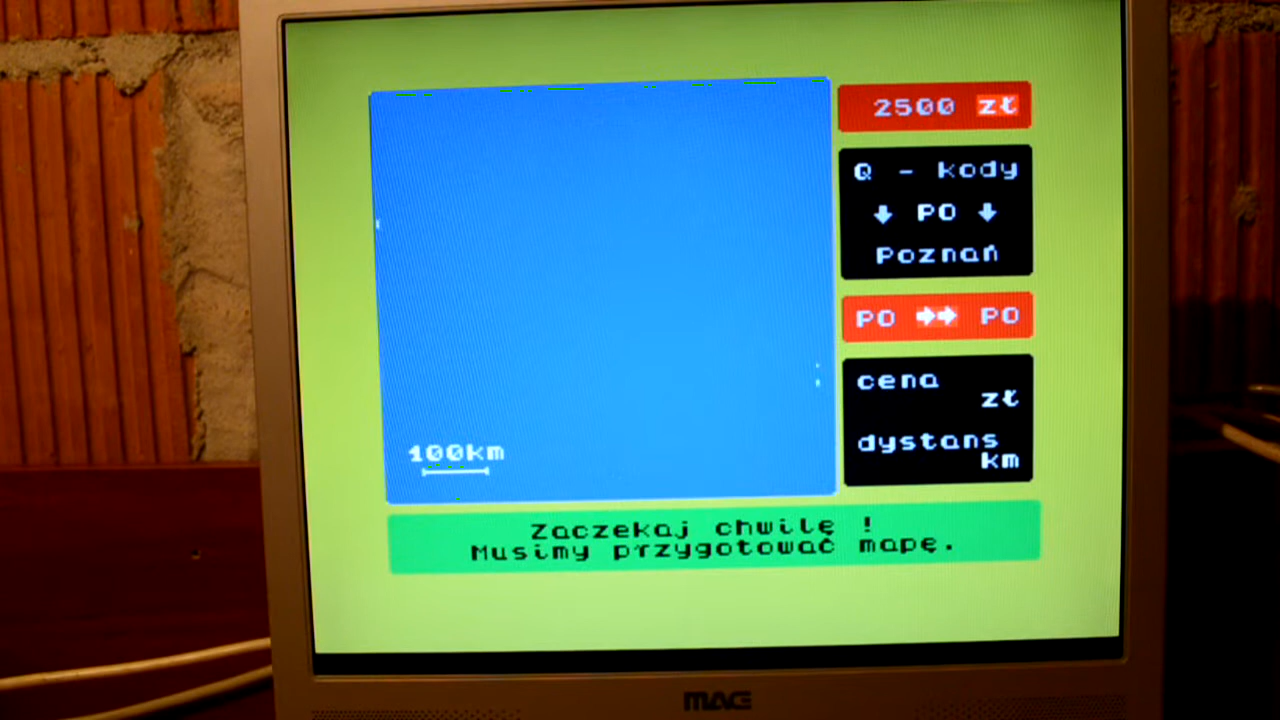 2500 zł
Q - kody
↓ PO ↓
Poznań
PO →→ PO
cena
zł
dystans
km
100km
Zaczekaj chwilę !
Musimy przygotować mapę.
MAG